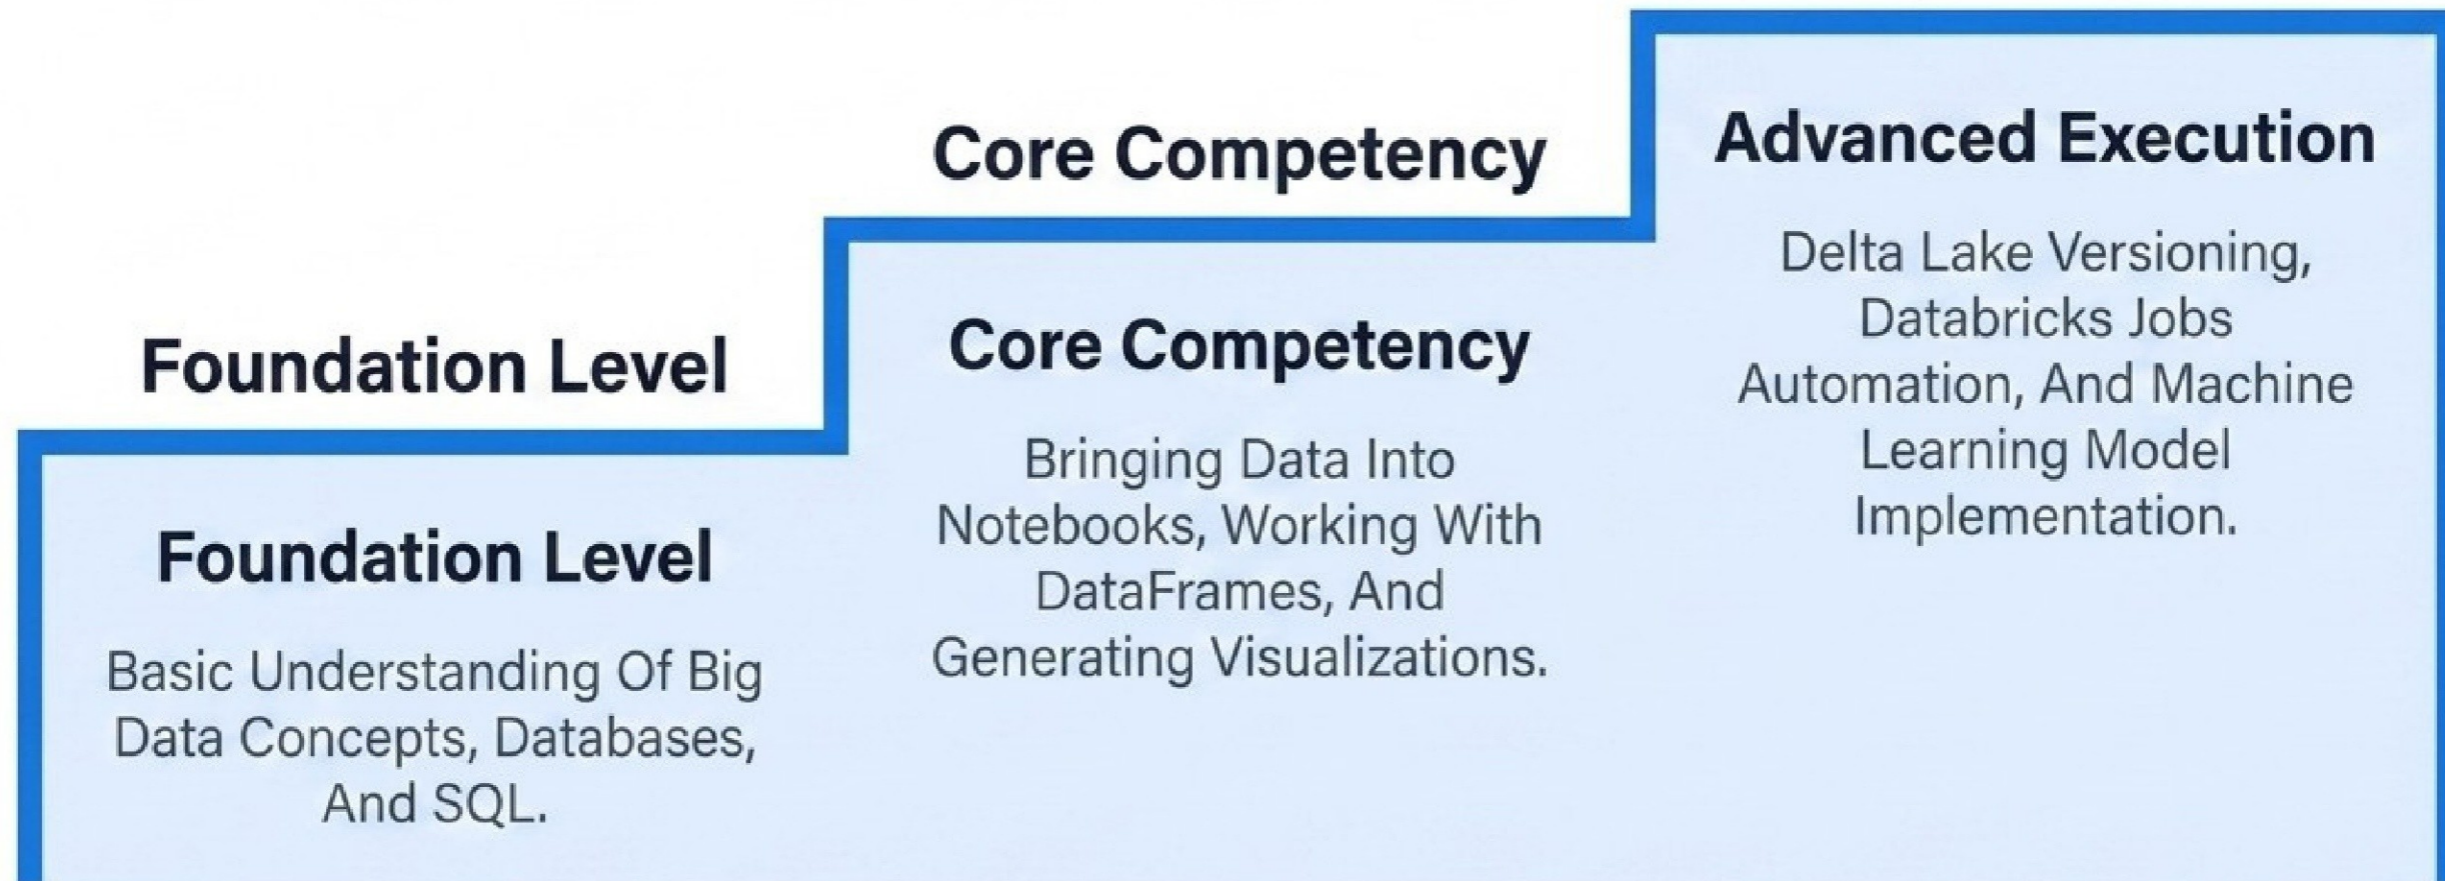 Foundation Level
Foundation Level
Basic Understanding Of Big
Data Concepts, Databases,
And SQL.
Core Competency
Core Competency
Bringing Data Into
Notebooks, Working With
DataFrames, And
Generating Visualizations.
Advanced Execution
Delta Lake Versioning,
Databricks Jobs
Automation, And Machine
Learning Model
Implementation.